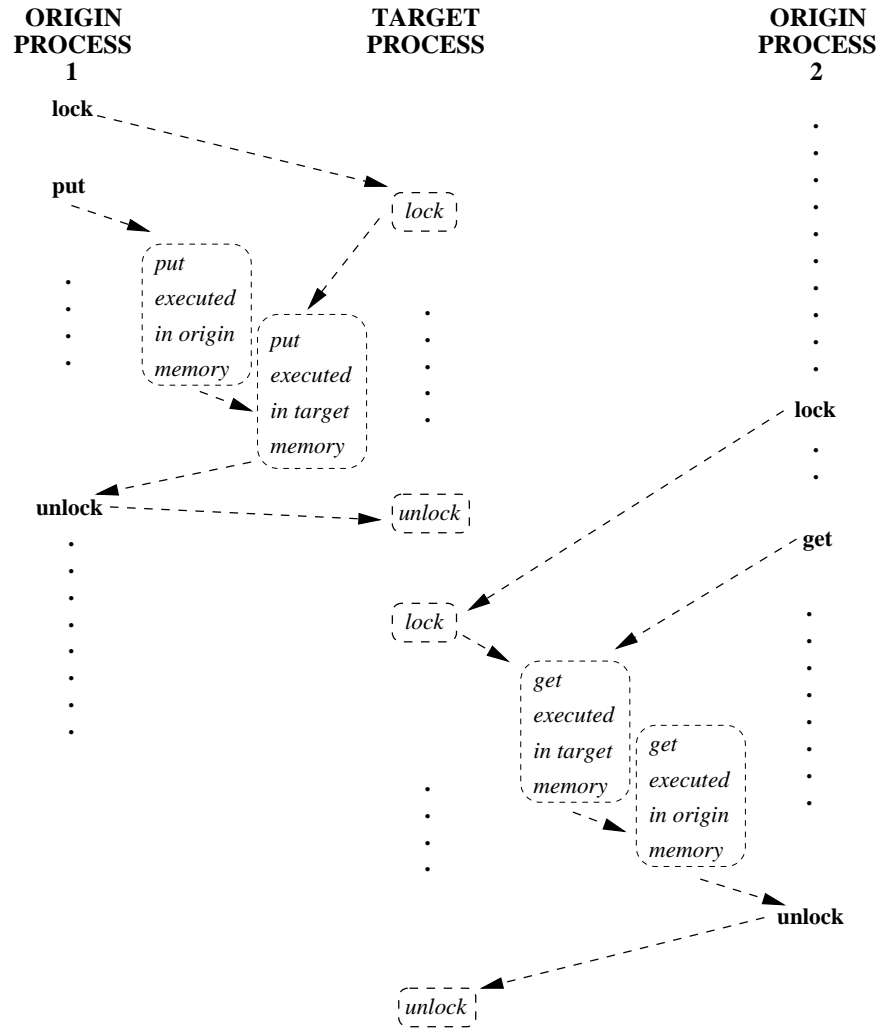 ORIGIN
PROCESS
1
TARGET
PROCESS
ORIGIN
PROCESS
2
lock
put
lock
put
executed
in origin
memory
put
executed
in target
memory
lock
unlock
unlock
get
lock
get
executed
in target
memory
get
executed
in origin
memory
unlock
unlock